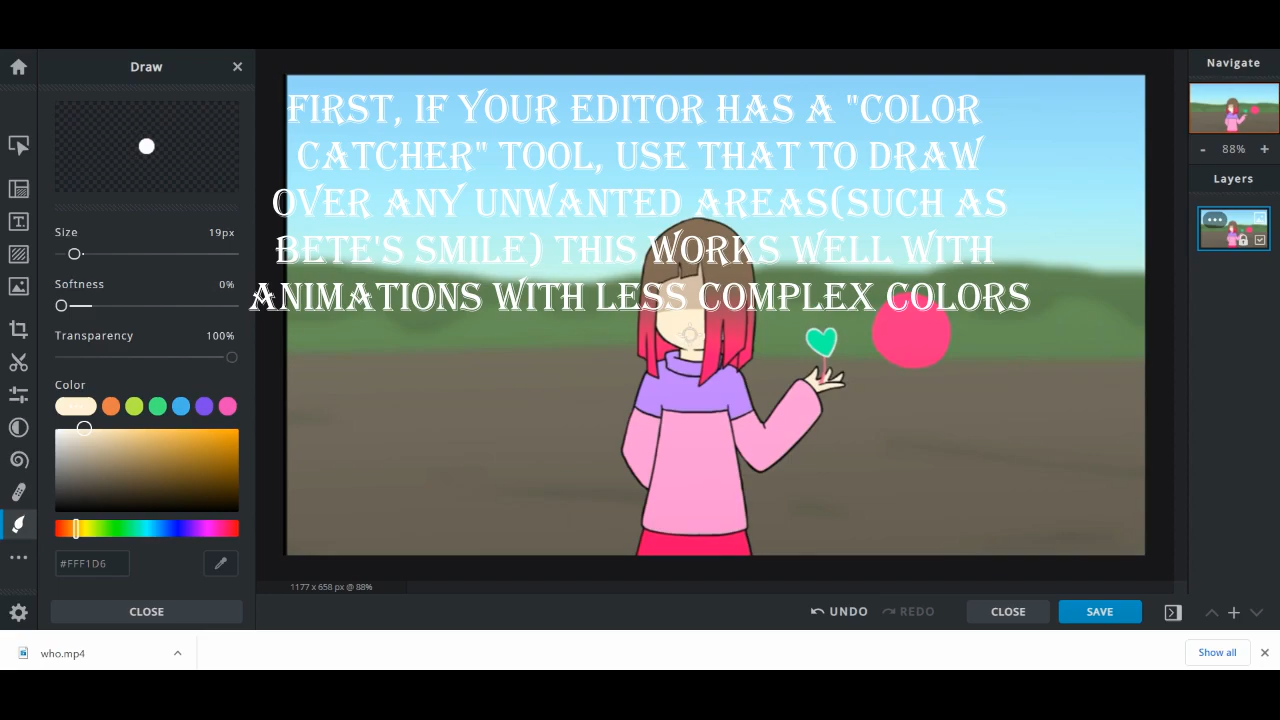 Draw
Size 19px
Softness 0%
Transparency 100%
Color
#FFF1D6
CLOSE
FIRST, IF YOUR EDITOR HAS A "COLOR
CATCHER" TOOL, USE THAT TO DRAW
OVER ANY UNWANTED AREAS(SUCH AS
BETE'S SMILE) THIS WORKS WELL WITH
ANIMATIONS WITH LESS COMPLEX COLORS
1177 x 658 px @ 88%
UNDO REDO CLOSE SAVE
Navigate
- 88% +
Layers
who.mp4
Show all